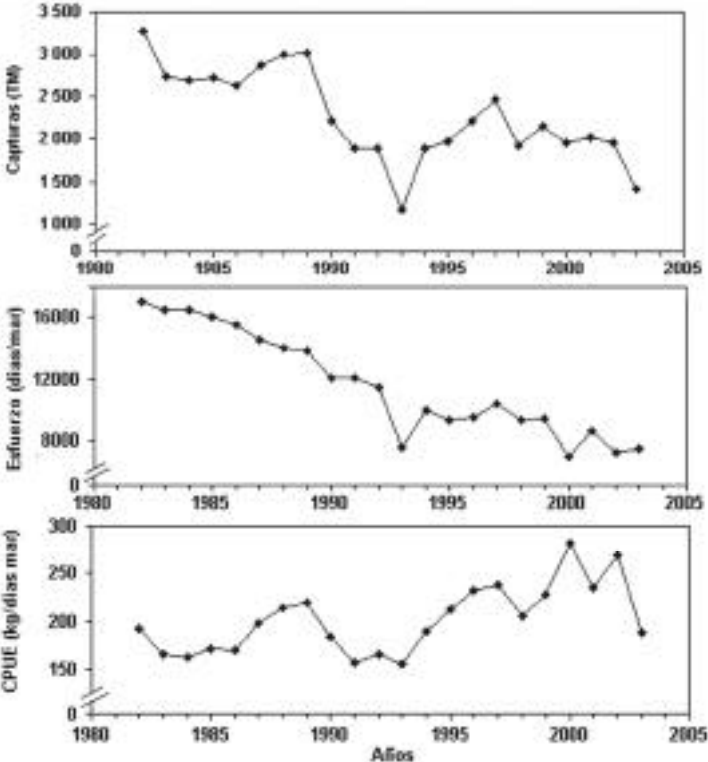 Capturas (TM)
3 500
3 000
2 500
2 000
1 500
1 000
0
1980 1985 1990 1995 2000 2005
Esfuerzo (días/mar)
16000
12000
8000
0
1980 1985 1990 1995 2000 2005
CPUE (kg/días mar)
300
250
200
150
0
1980 1985 1990 1995 2000 2005
Años